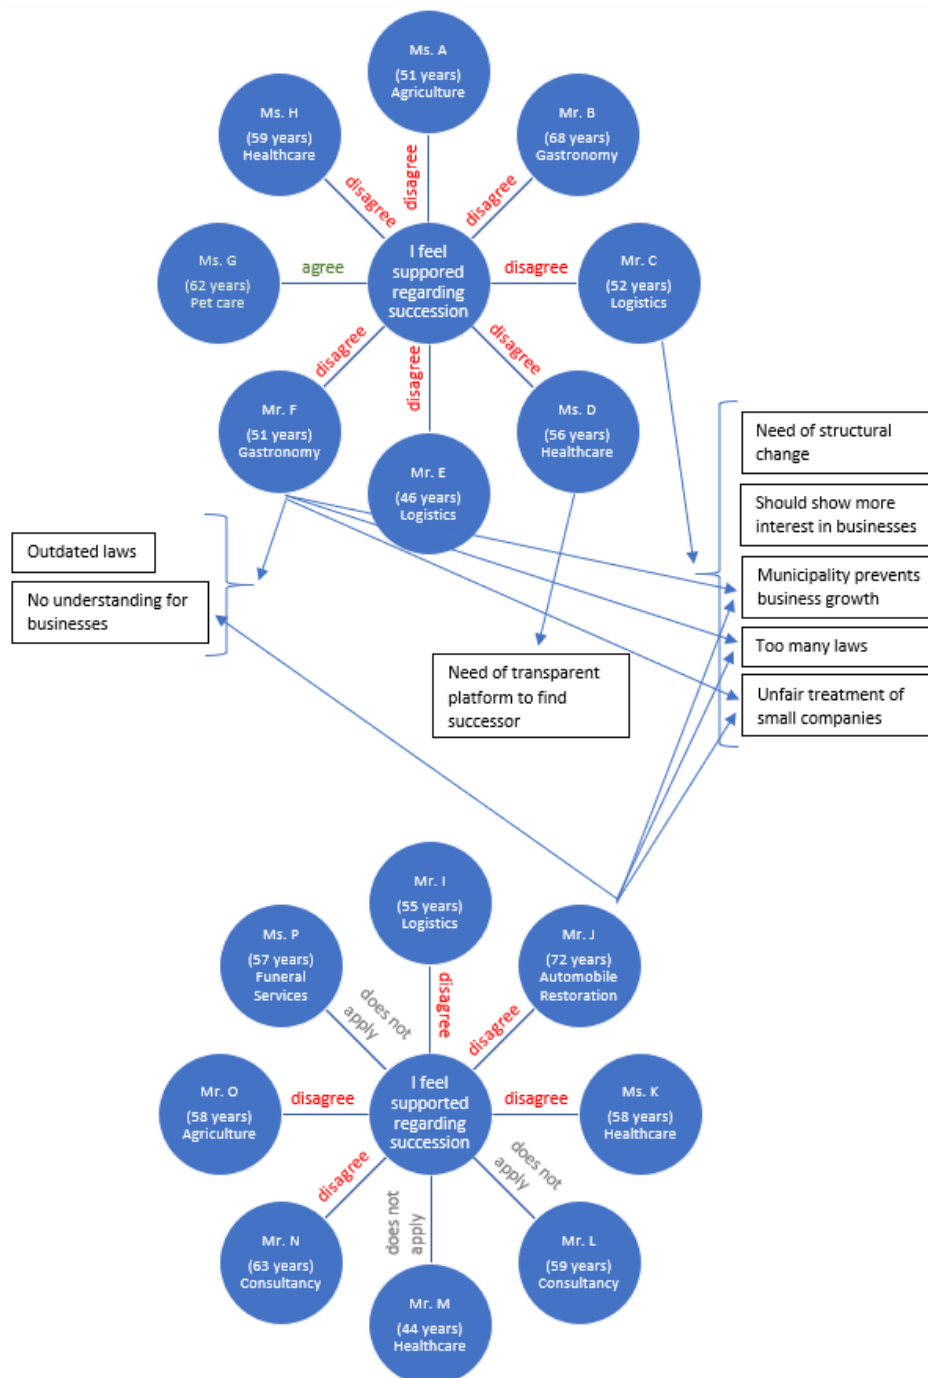 Ms. A
(51 years)
Agriculture
Ms. H
(59 years)
Healthcare
Mr. B
(68 years)
Gastronomy
disagree
disagree
disagree
Ms. G
(62 years)
Pet care
agree
I feel
suppored
regarding
succession
disagree
Mr. C
(52 years)
Logistics
disagree
disagree
disagree
Mr. F
(51 years)
Gastronomy
Mr. E
(46 years)
Logistics
Ms. D
(56 years)
Healthcare
Need of structural
change
Should show more
interest in businesses
Outdated laws
No understanding for
businesses
Municipality prevents
business growth
Too many laws
Need of transparent
platform to find
successor
Unfair treatment of
small companies
Mr. I
(55 years)
Logistics
Ms. P
(57 years)
Funeral
Services
Mr. J
(72 years)
Automobile
Restoration
does not
apply
disagree
disagree
Mr. O
(58 years)
Agriculture
disagree
I feel
supported
regarding
succession
disagree
Ms. K
(58 years)
Healthcare
disagree
does not
apply
does not
apply
Mr. N
(63 years)
Consultancy
Mr. M
(44 years)
Healthcare
Mr. L
(59 years)
Consultancy